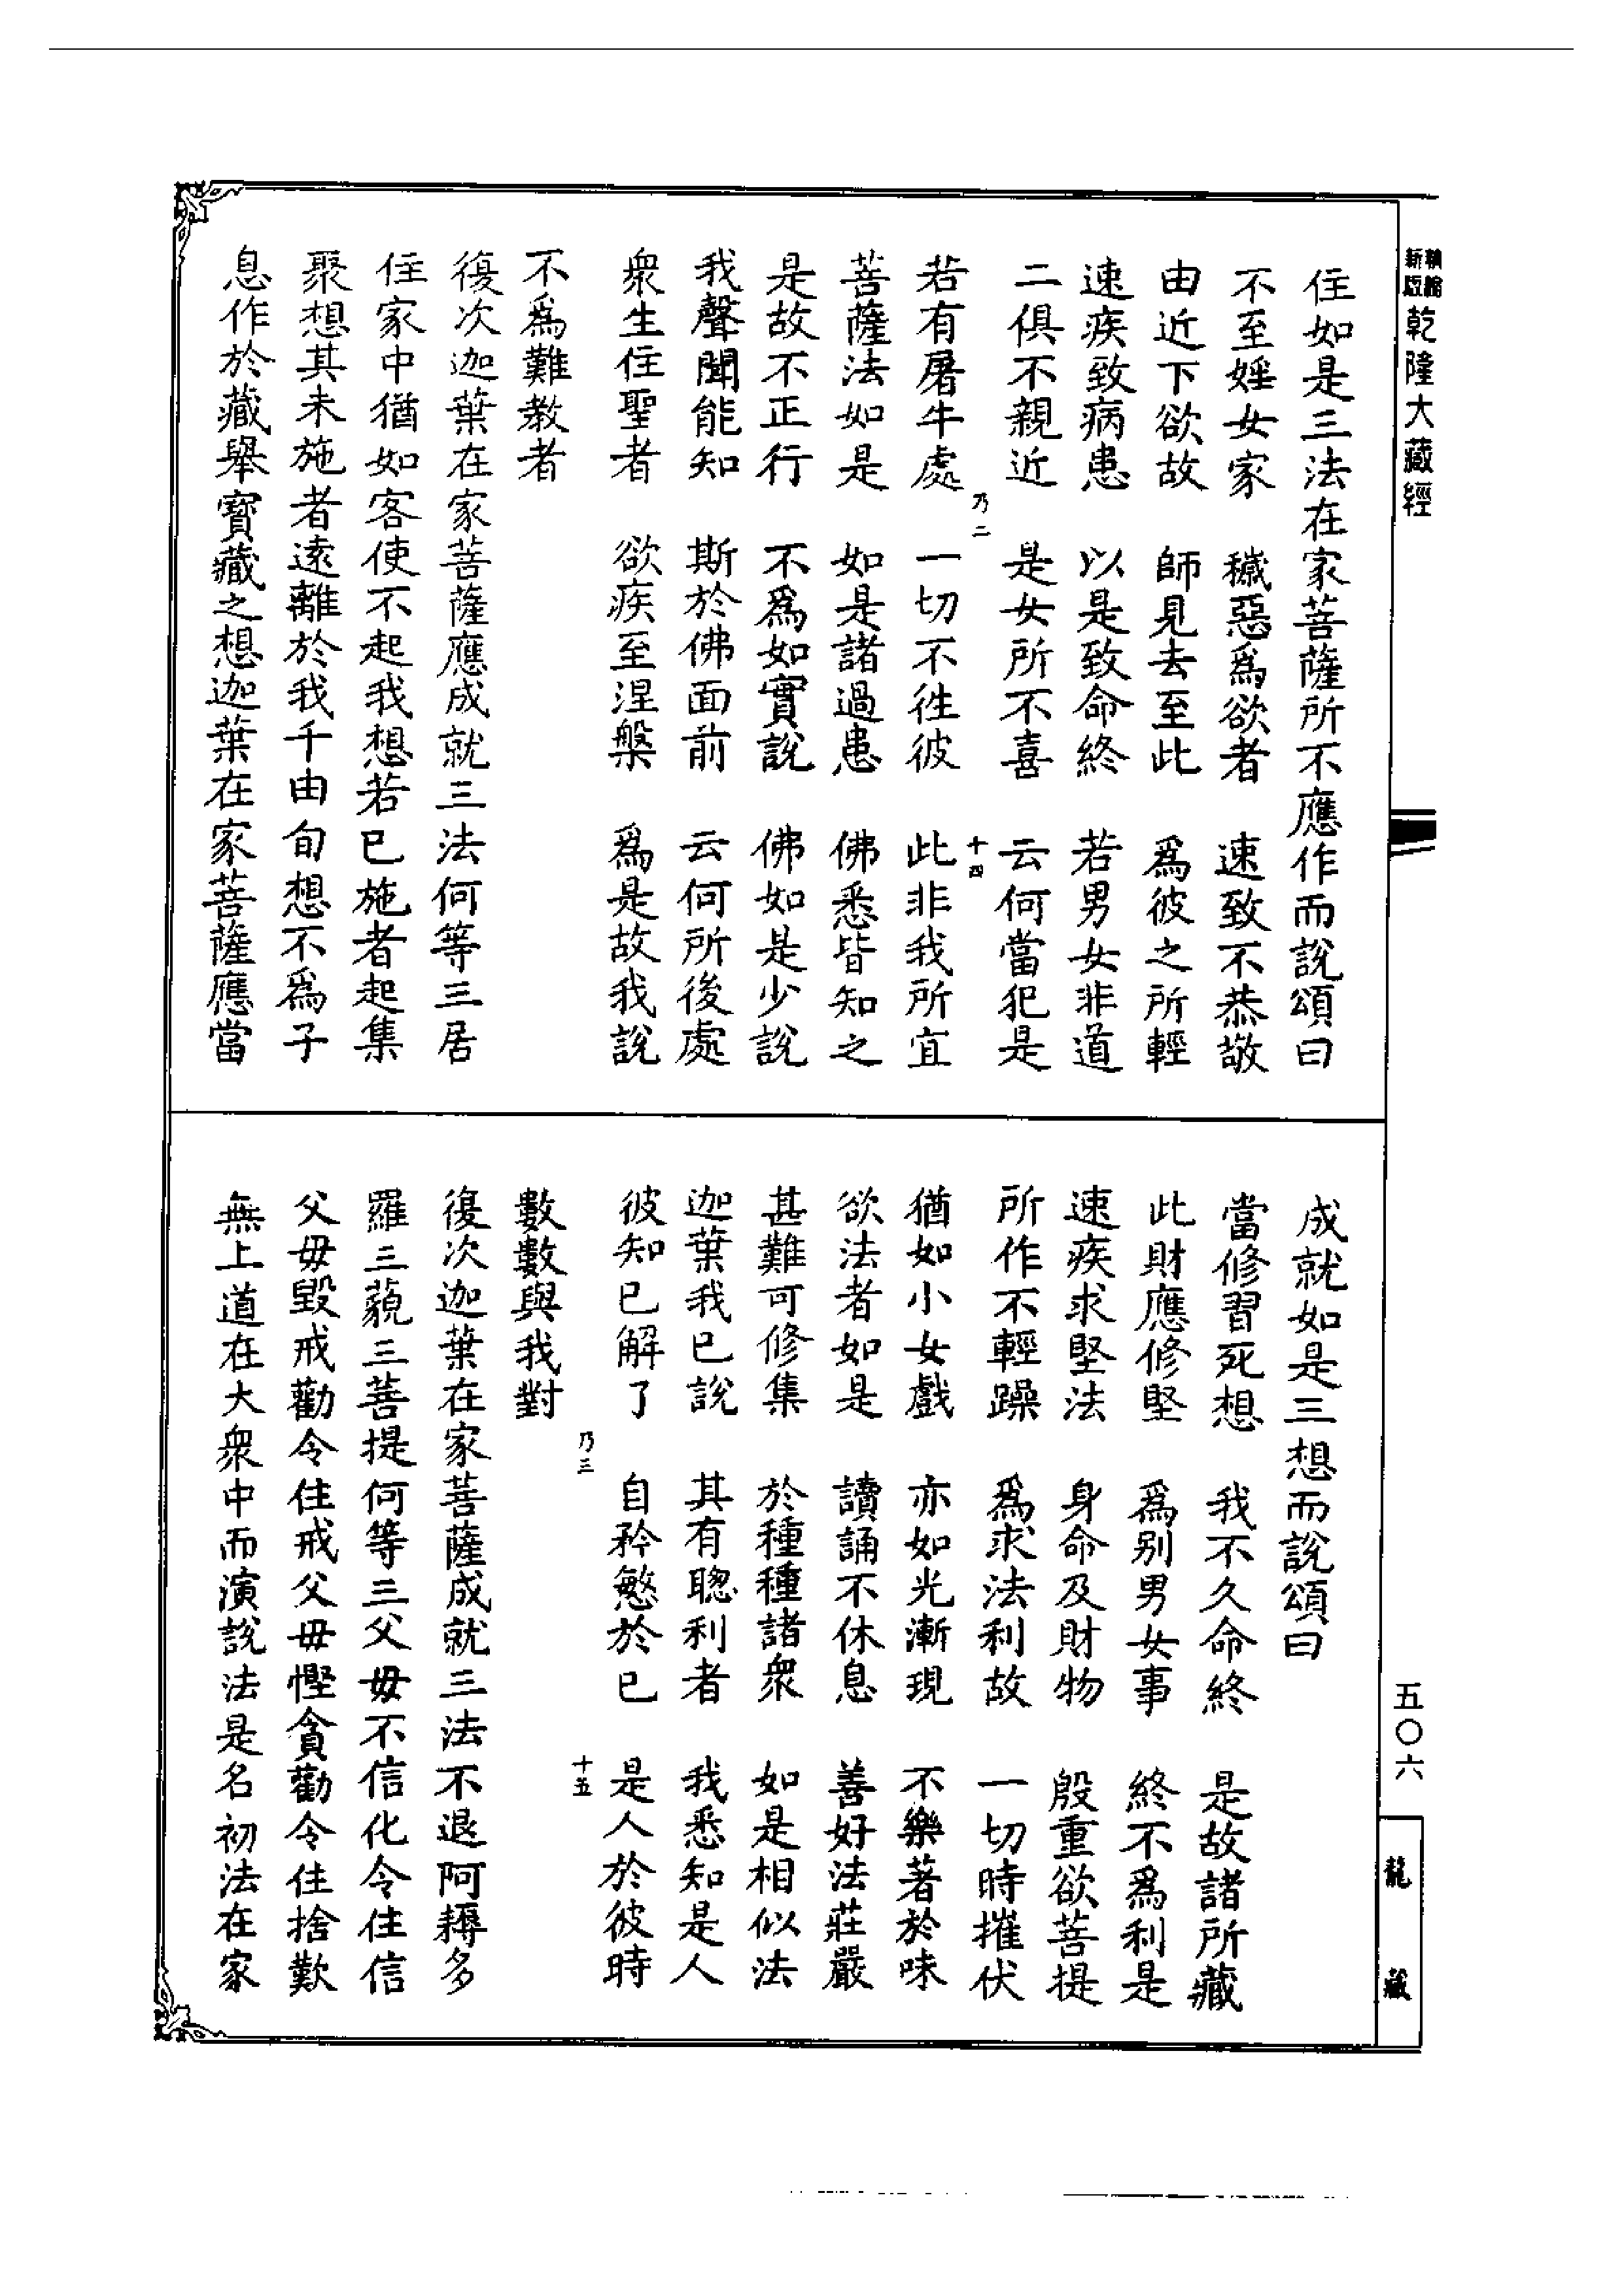 新版
乾隆大藏經
住如是三法在家菩薩所不應作而說頌曰
不至婬女家　穢惡爲欲者　速致不恭敬
由近下欲故　師見去至此　爲彼之所輕
速疾致病患　以是致命終　若男女非道
二俱不親近　是女所不喜　云何當犯是
乃二　十四
若有屠牛處　一切不徃彼　此非我所宜
菩薩法如是　如是諸過患　佛悉皆知之
是故不正行　不爲如實說　佛如是少說
我聲聞能知　斯於佛面前　云何所後處
衆生住聖者　欲疾至涅槃　爲是故我說
不爲難教者
復次迦葉在家菩薩應成就三法何等三居
住家中猶如客使不起我想若已施者起集
聚想其未施者遠離於我千由旬想不爲子
息作於藏舉寶藏之想迦葉在家菩薩應當
成就如是三想而說頌曰
當修習死想　我不久命終　是故諸所藏
此財應修堅　爲別男女事　終不爲利是
速疾求堅法　身命及財物　殷重欲菩提
所作不輕躁　爲求法利故　一切時摧伏
猶如小女戲　亦如光漸現　不樂著於味
欲法者如是　讀誦不休息　善好法莊嚴
甚難可修集　於種種諸衆　如是相似法
迦葉我已說　其有聰利者　我悉知是人
彼知已解了　自矜慜於已　是人於彼時
乃三　十五
數數與我對
復次迦葉在家菩薩成就三法不退阿耨多
羅三藐三菩提何等三父母不信化令住信
父母毀戒勸令住戒父母慳貪勸令住捨歎
無上道在大衆中而演說法是名初法在家
五〇六
龍藏